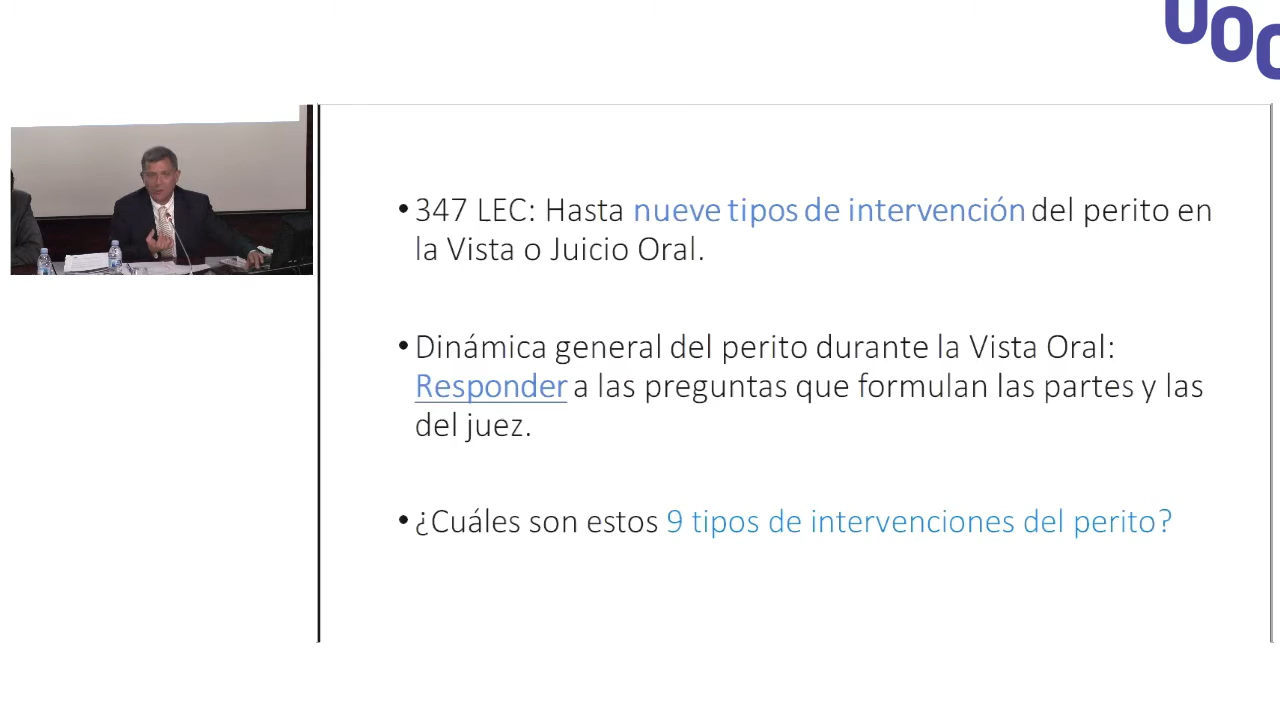 UOC
• 347 LEC: Hasta nueve tipos de intervención del perito en
la Vista o Juicio Oral.
• Dinámica general del perito durante la Vista Oral:
Responder a las preguntas que formulan las partes y las
del juez.
• ¿Cuáles son estos 9 tipos de intervenciones del perito?